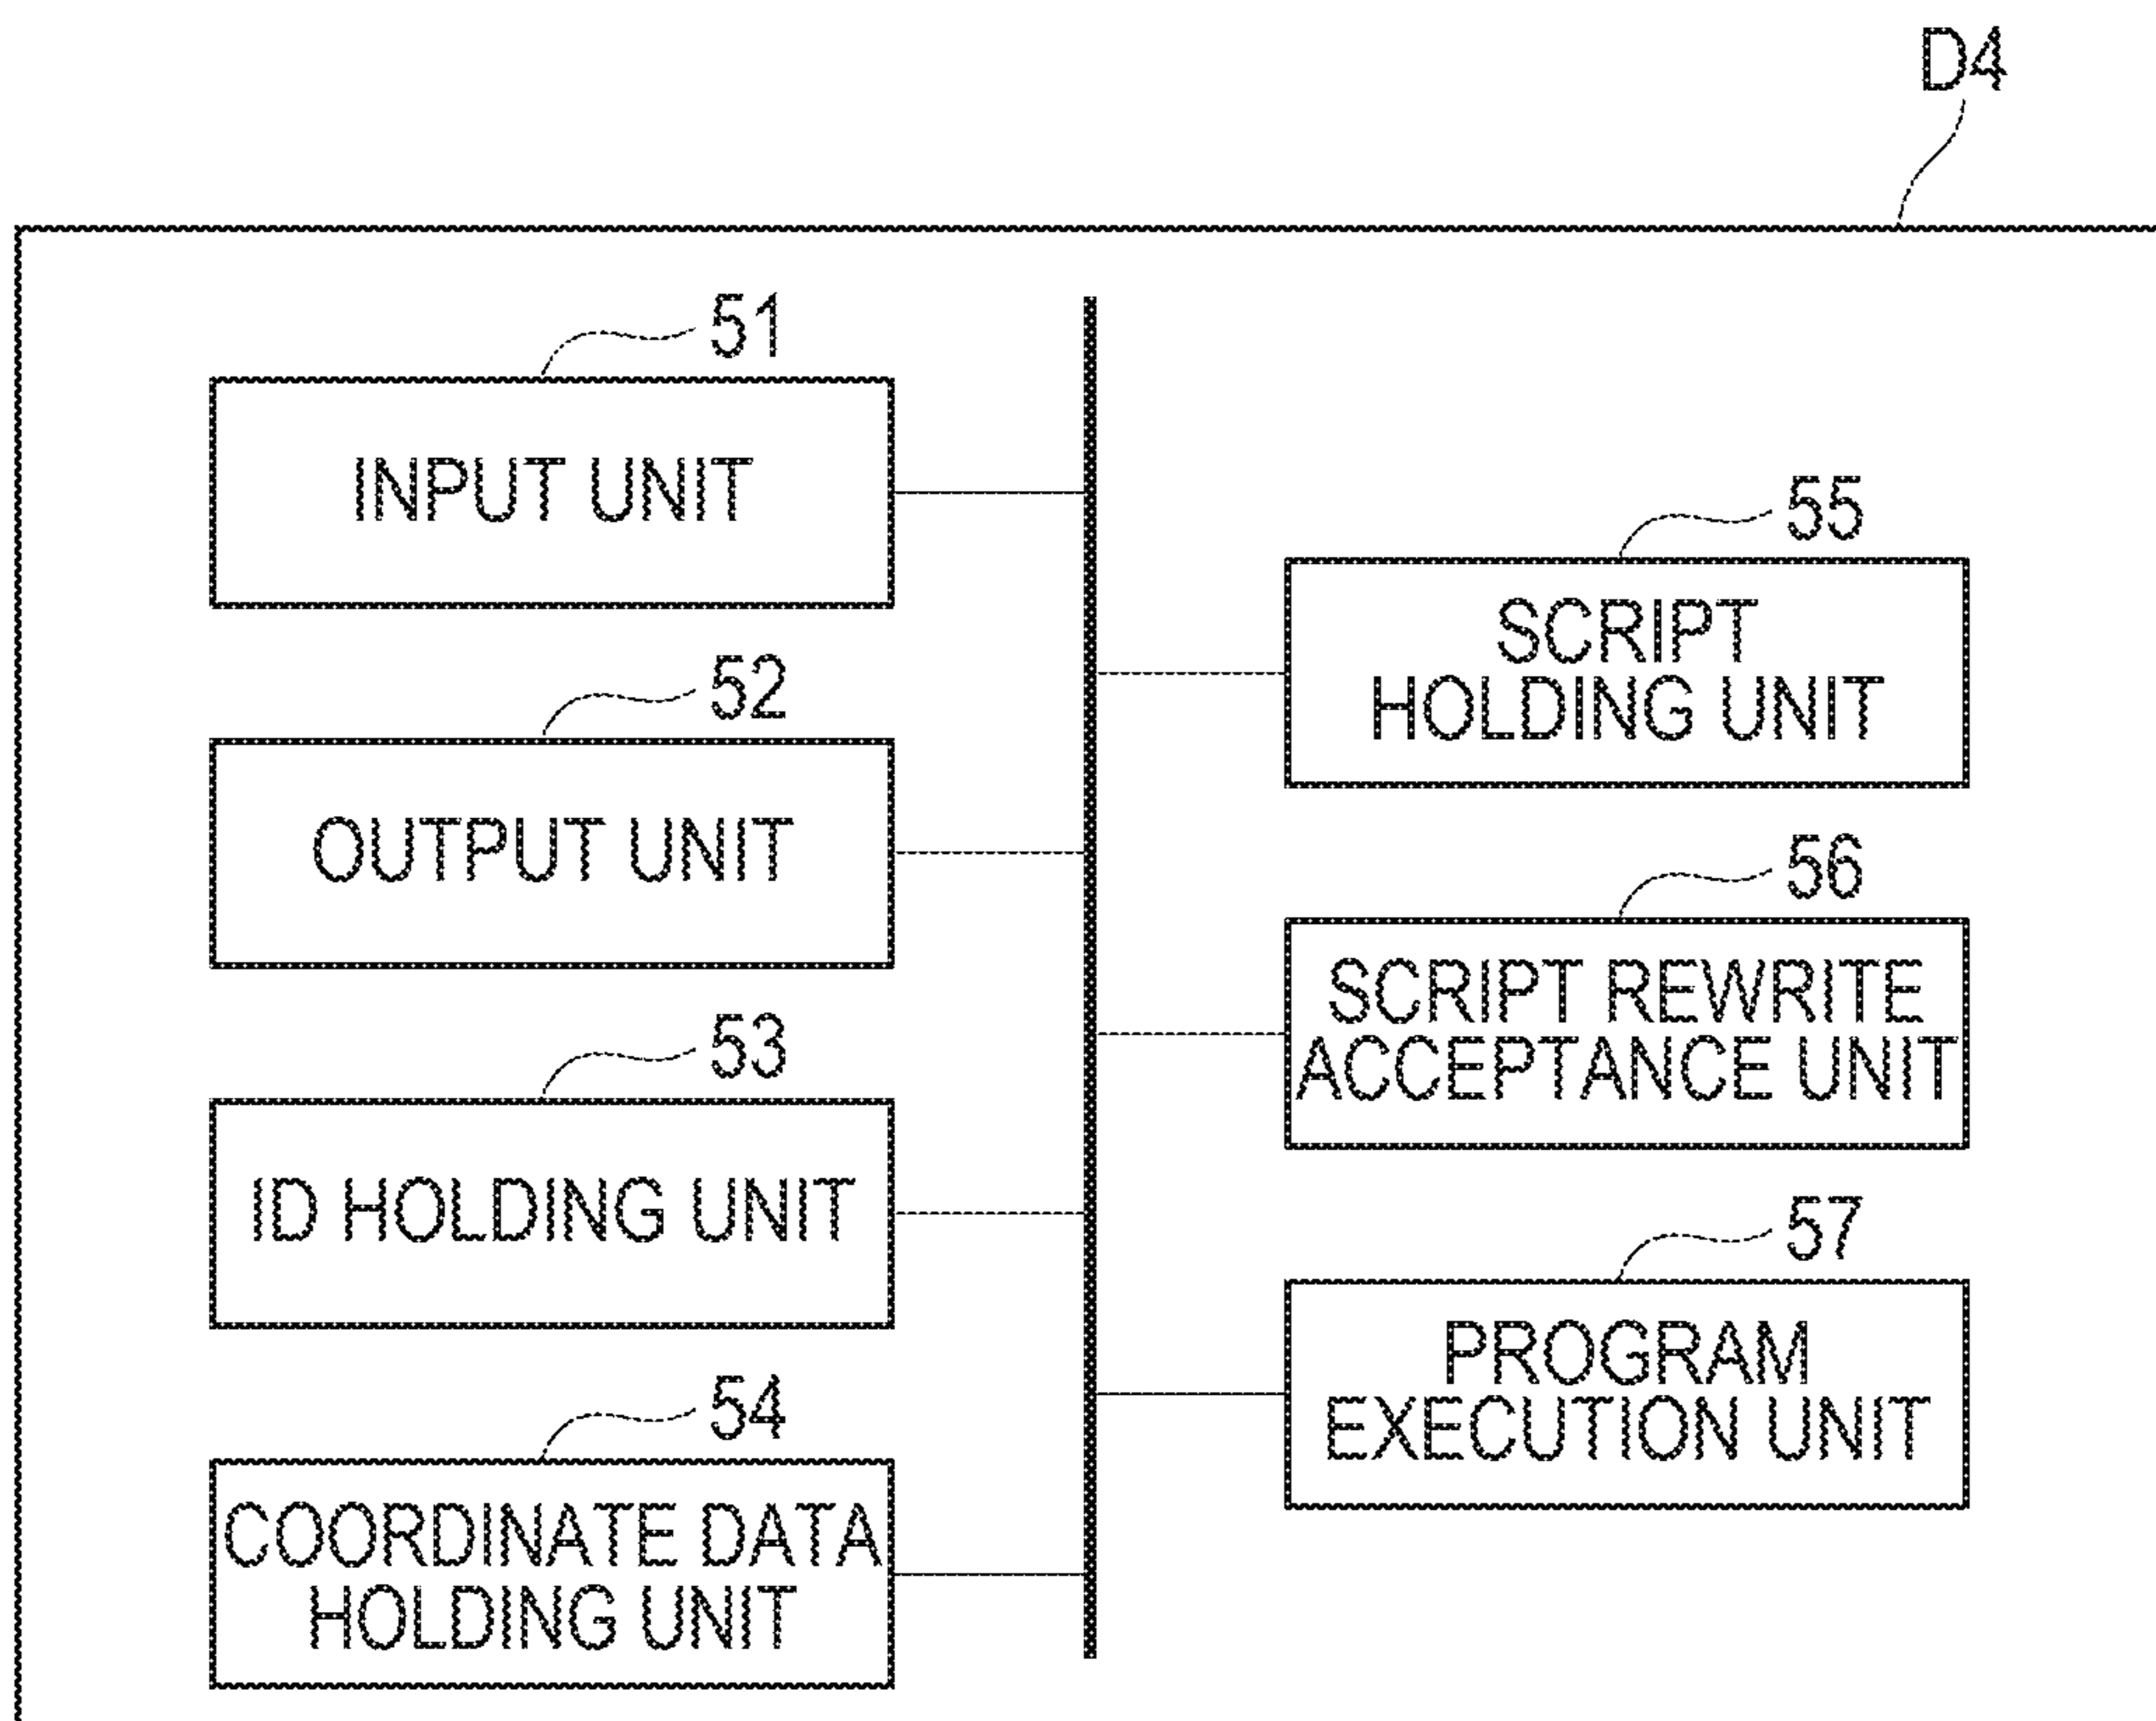 D4
51
INPUT UNIT
52
OUTPUT UNIT
53
ID HOLDING UNIT
54
COORDINATE DATA
HOLDING UNIT
55
SCRIPT
HOLDING UNIT
56
SCRIPT REWRITE
ACCEPTANCE UNIT
57
PROGRAM
EXECUTION UNIT